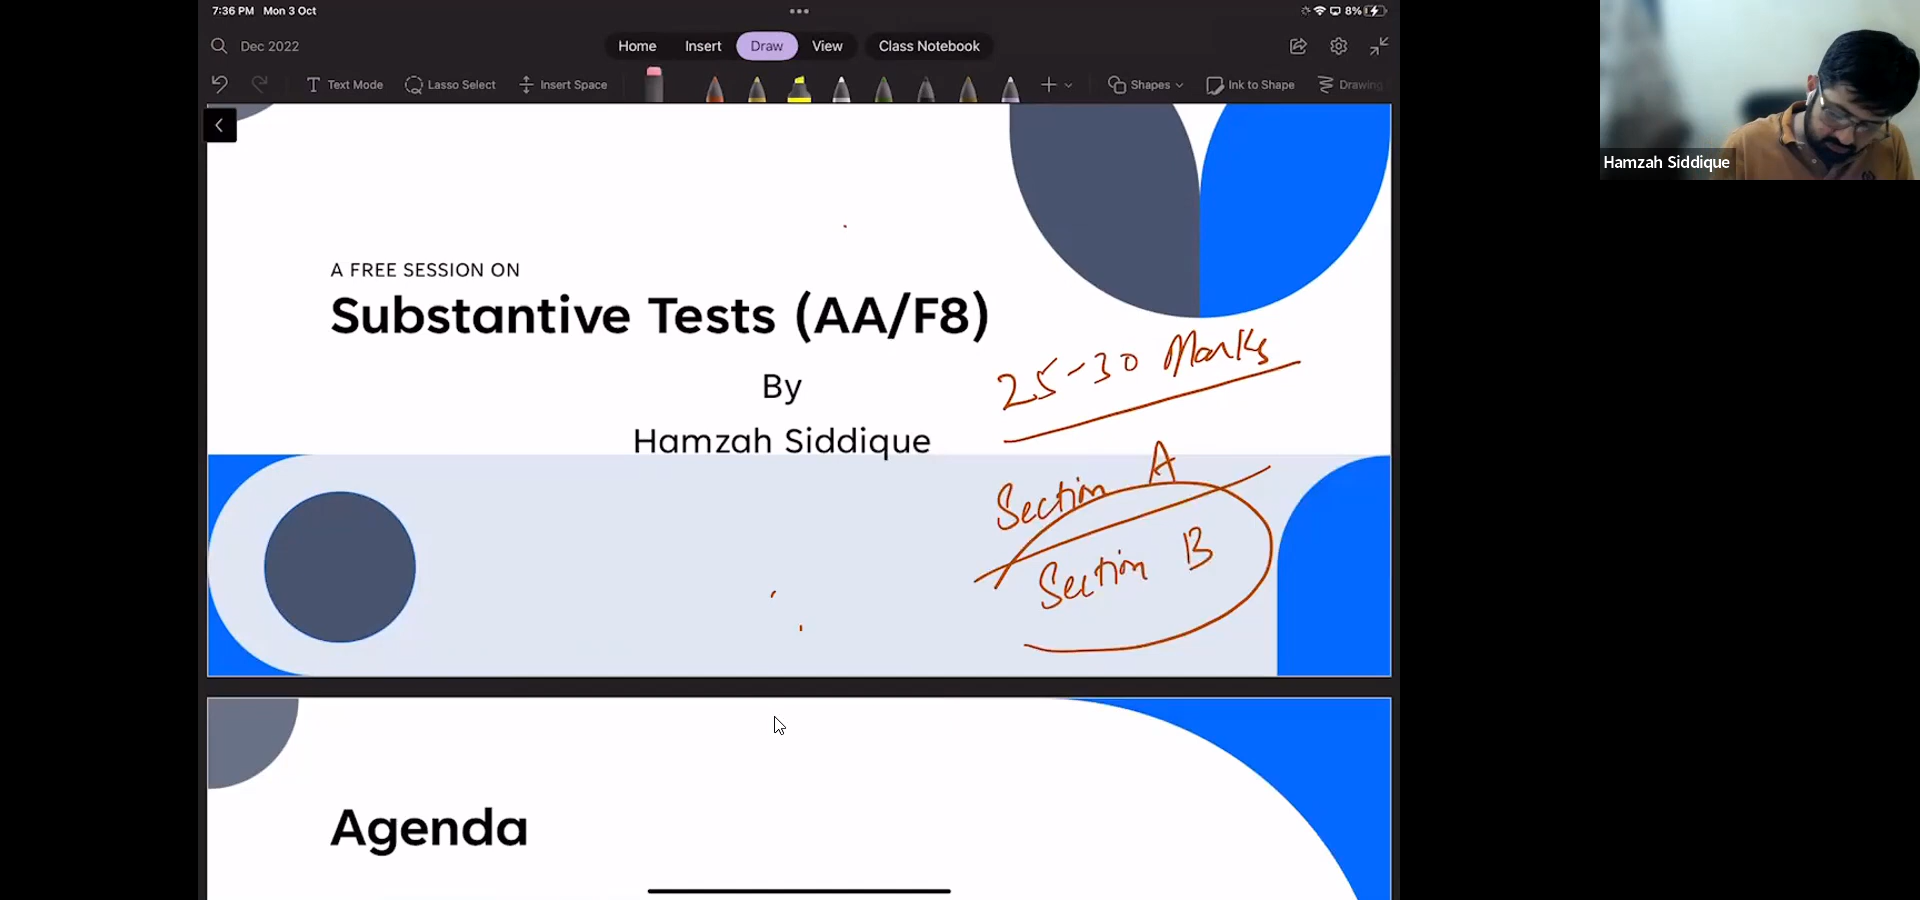 7:36 PM Mon 3 Oct
8%
Dec 2022
Home Insert Draw View Class Notebook
Text Mode Lasso Select Insert Space Shapes Ink to Shape Drawing
Hamzah Siddique
A FREE SESSION ON
Substantive Tests (AA/F8)
By
Hamzah Siddique
25-30 Marks
Section A
Section B
Agenda